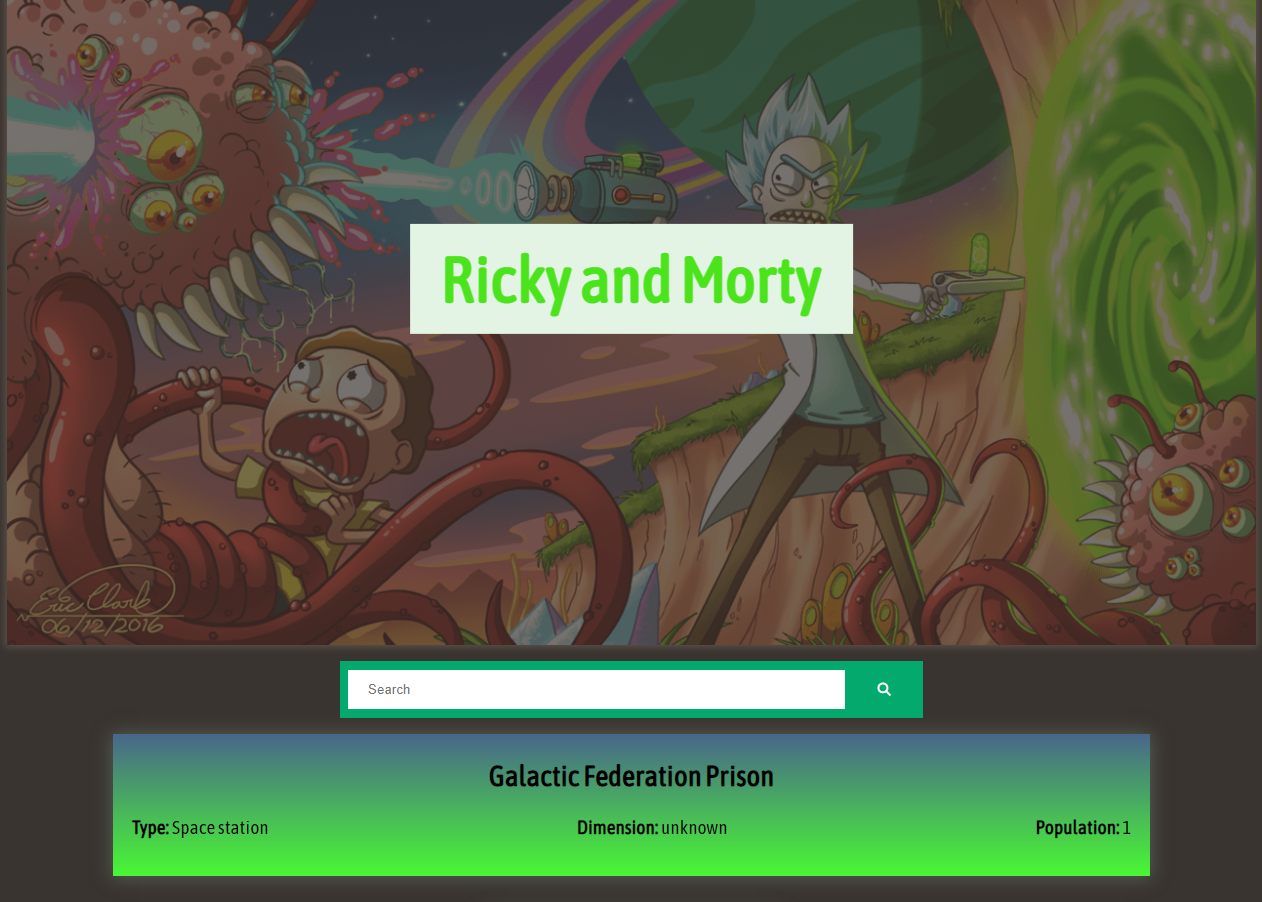 Ricky and Morty
Eric Clark
06/12/2016
Search
Galactic Federation Prison
Type: Space station Dimension: unknown Population: 1